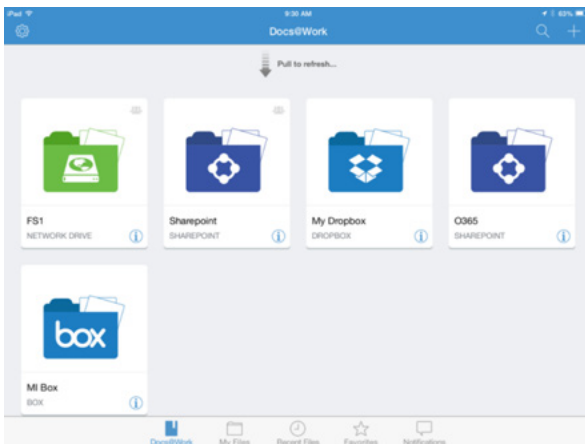 iPad
9:30 AM
63%
Docs@Work
Pull to refresh...
FS1
NETWORK DRIVE
Sharepoint
SHAREPOINT
My Dropbox
DROPBOX
O365
SHAREPOINT
box
MI Box
BOX
Docs@Work
My Files
Recent Files
Favorites
Notifications